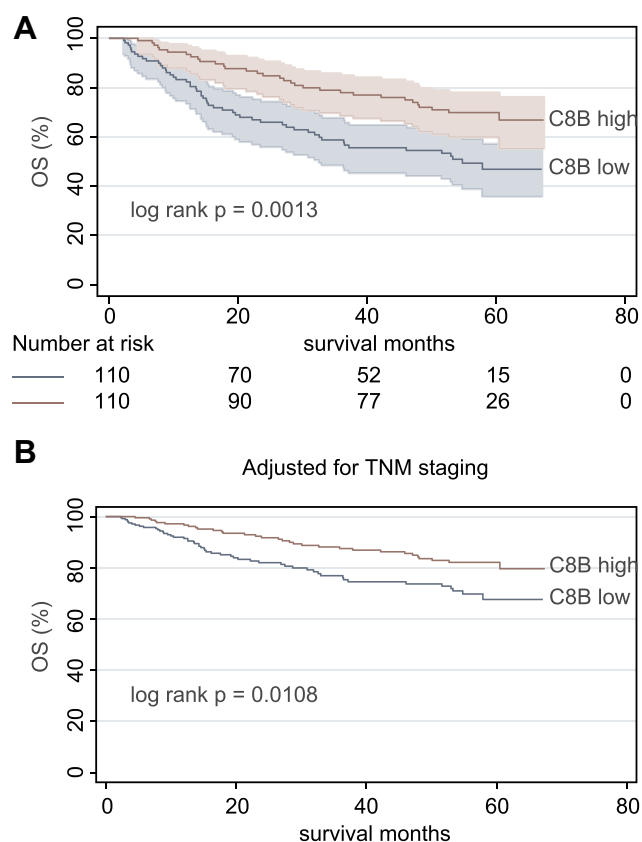 A
100
80
60
40
20
0
OS (%)
C8B high
C8B low
log rank p = 0.0013
0 20 40 60 80
Number at risk survival months
110 70 52 15 0
110 90 77 26 0
B
Adjusted for TNM staging
100
80
60
40
20
0
OS (%)
C8B high
C8B low
log rank p = 0.0108
0 20 40 60 80
survival months